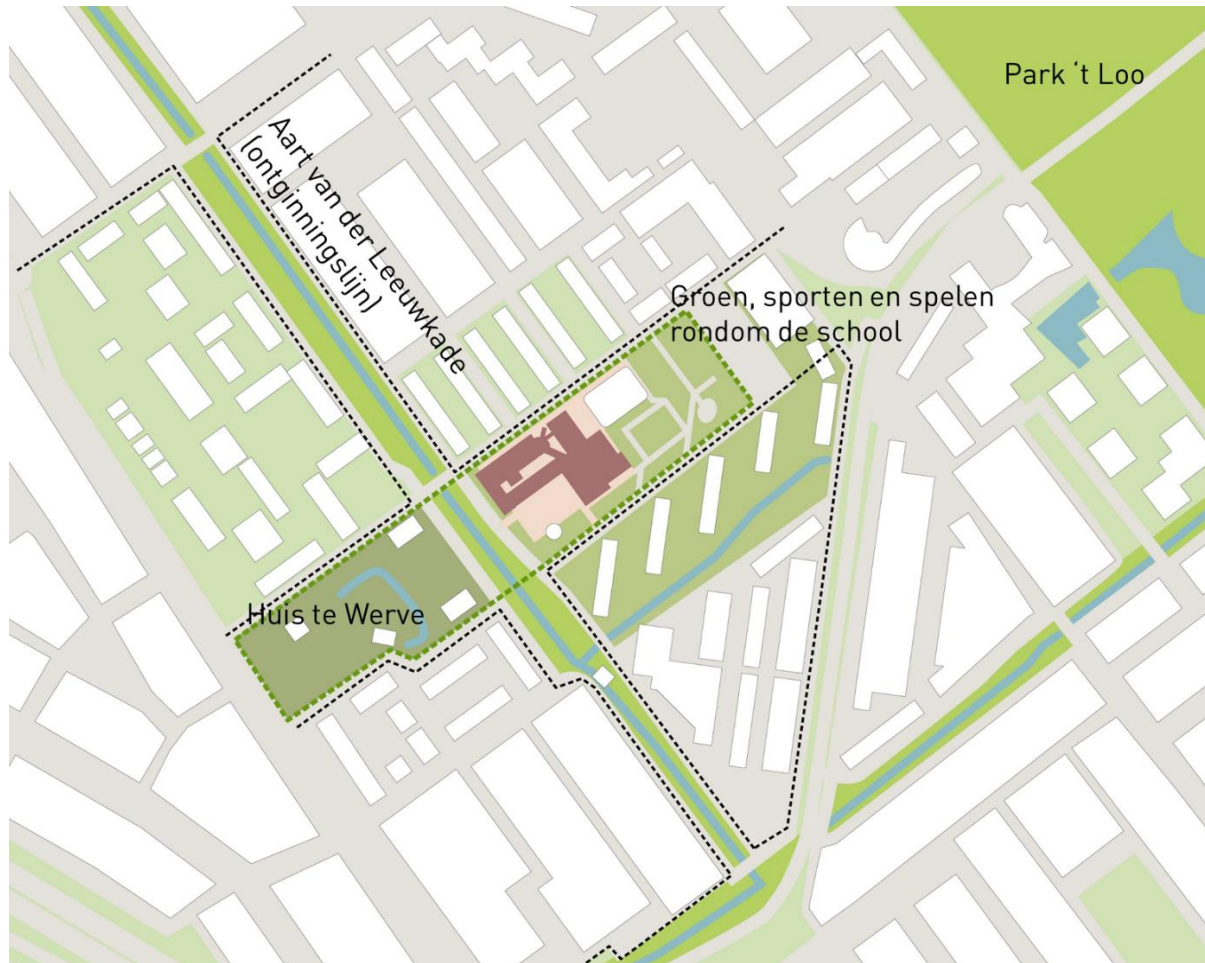 Park ‘t Loo
Aart van der Leeuwkade
(ontginningslijn)
Groen, sporten en spelen
rondom de school
Huis te Werve